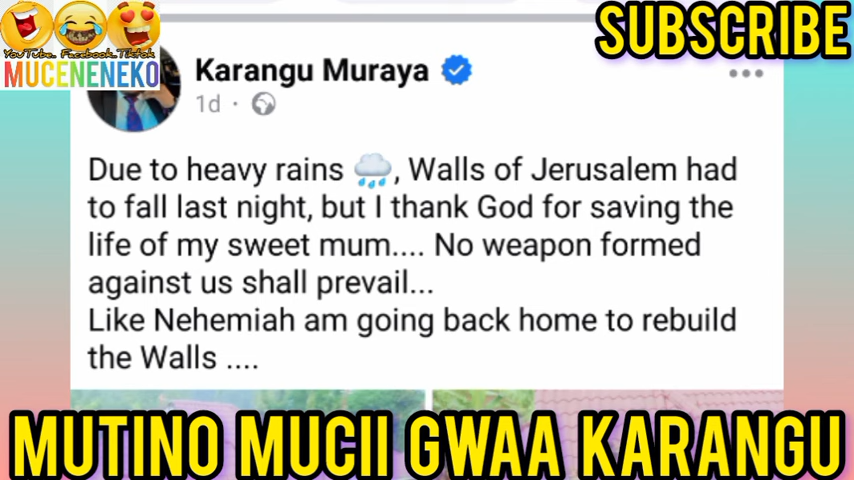 SUBSCRIBE
YouTube. Facebook.Tiktok
MUCENENEKO
Karangu Muraya
1d ·
Due to heavy rains 🌧️, Walls of Jerusalem had
to fall last night, but I thank God for saving the
life of my sweet mum.... No weapon formed
against us shall prevail...
Like Nehemiah am going back home to rebuild
the Walls ....
MUTINO MUCII GWAA KARANGU